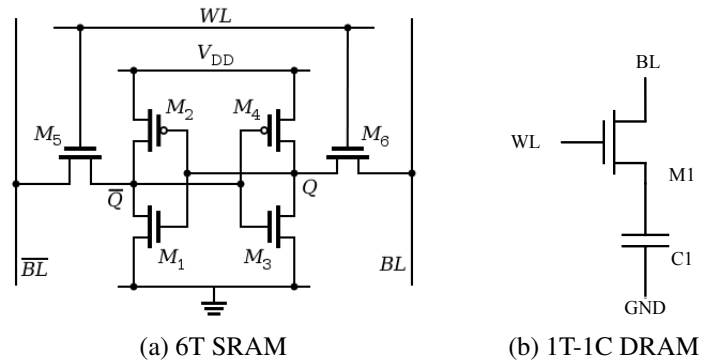 WL
V_DD
M_2
M_4
M_5
M_6
Q̅
Q
M_1
M_3
B̅L̅
BL
(a) 6T SRAM
BL
WL
M1
C1
GND
(b) 1T-1C DRAM